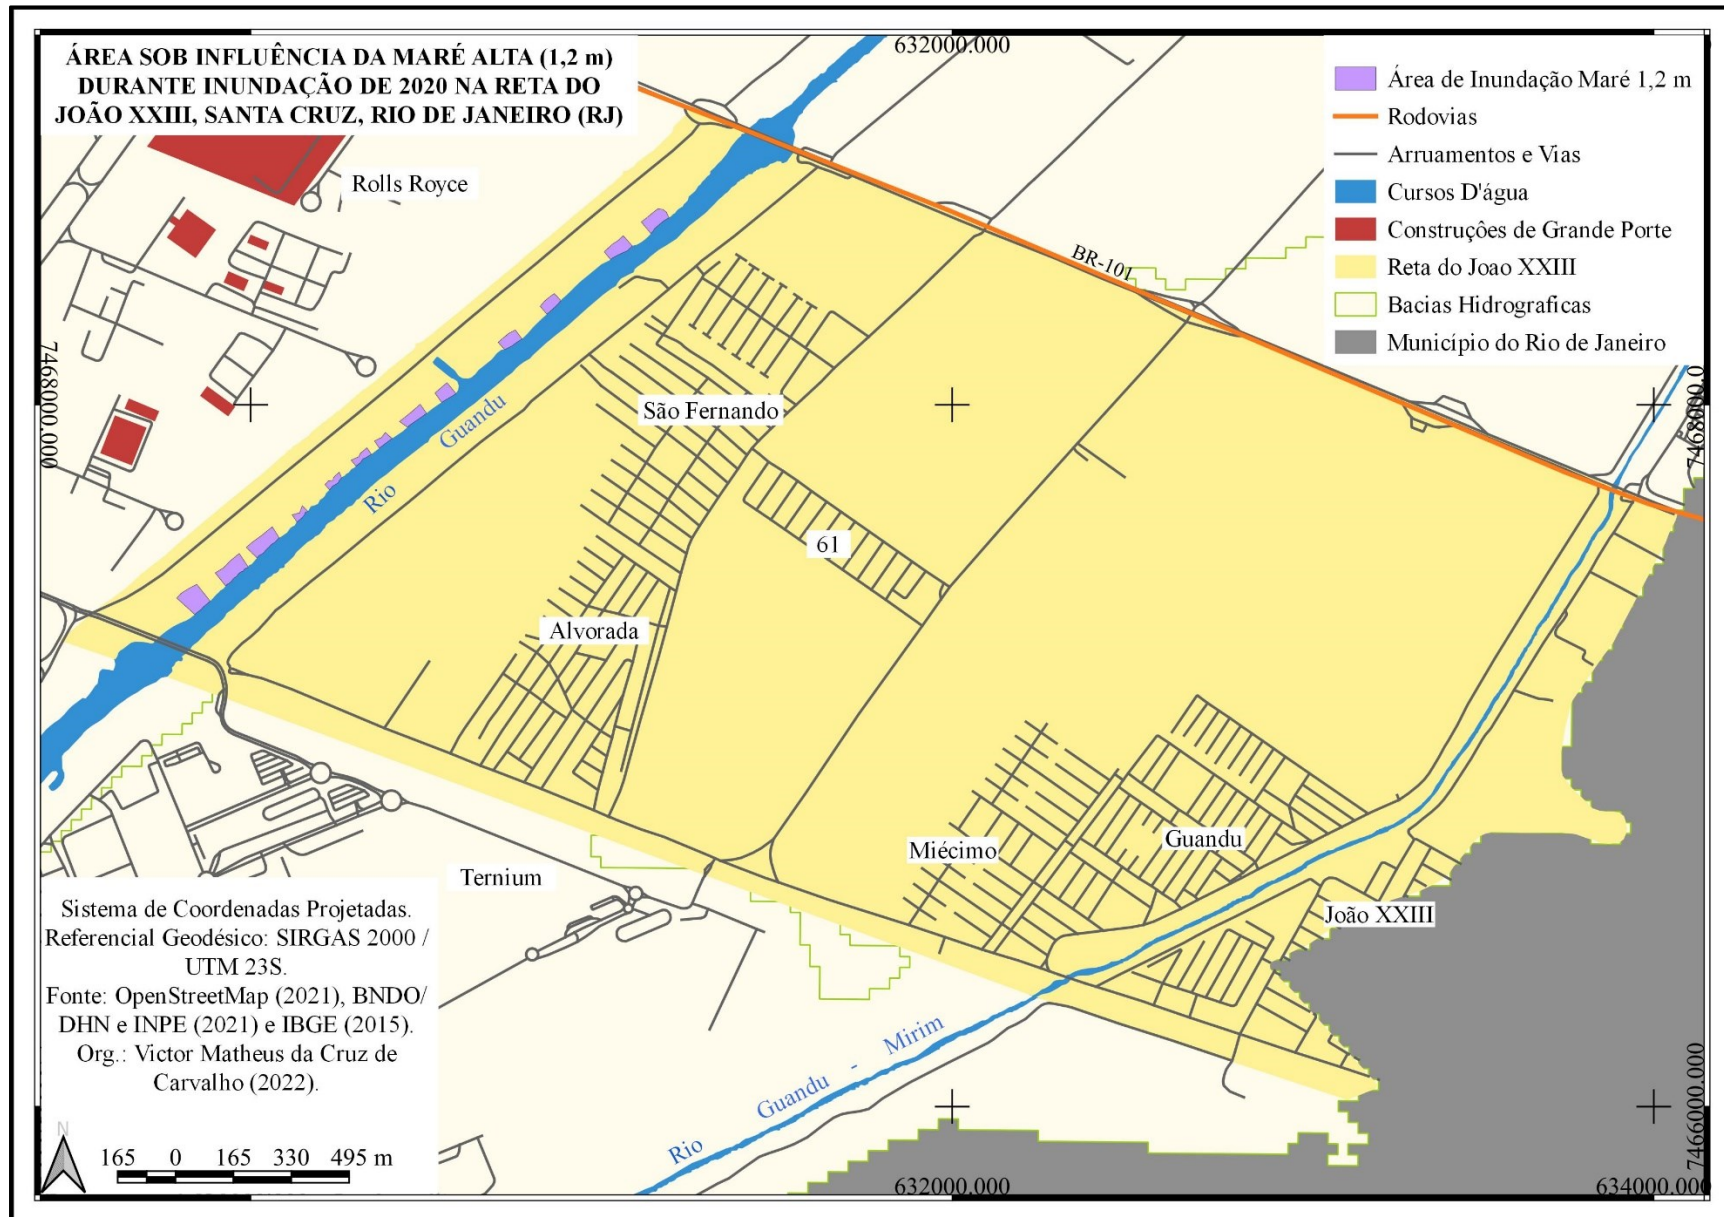 ÁREA SOB INFLUÊNCIA DA MARÉ ALTA (1,2 m)
DURANTE INUNDAÇÃO DE 2020 NA RETA DO
JOÃO XXIII, SANTA CRUZ, RIO DE JANEIRO (RJ)
632000.000
Área de Inundação Maré 1,2 m
Rodovias
Arruamentos e Vias
Cursos D'água
Construções de Grande Porte
Reta do Joao XXIII
Bacias Hidrograficas
Município do Rio de Janeiro
Rolls Royce
BR-101
7468000.000
7468000.0
Guandu
Rio
São Fernando
61
Alvorada
Guandu
Miécimo
Ternium
João XXIII
Sistema de Coordenadas Projetadas.
Referencial Geodésico: SIRGAS 2000 /
UTM 23S.
Fonte: OpenStreetMap (2021), BNDO/
DHN e INPE (2021) e IBGE (2015).
Org.: Victor Matheus da Cruz de
Carvalho (2022).
Rio Guandu - Mirim
7466000.000
N
165 0 165 330 495 m
632000.000
634000.000